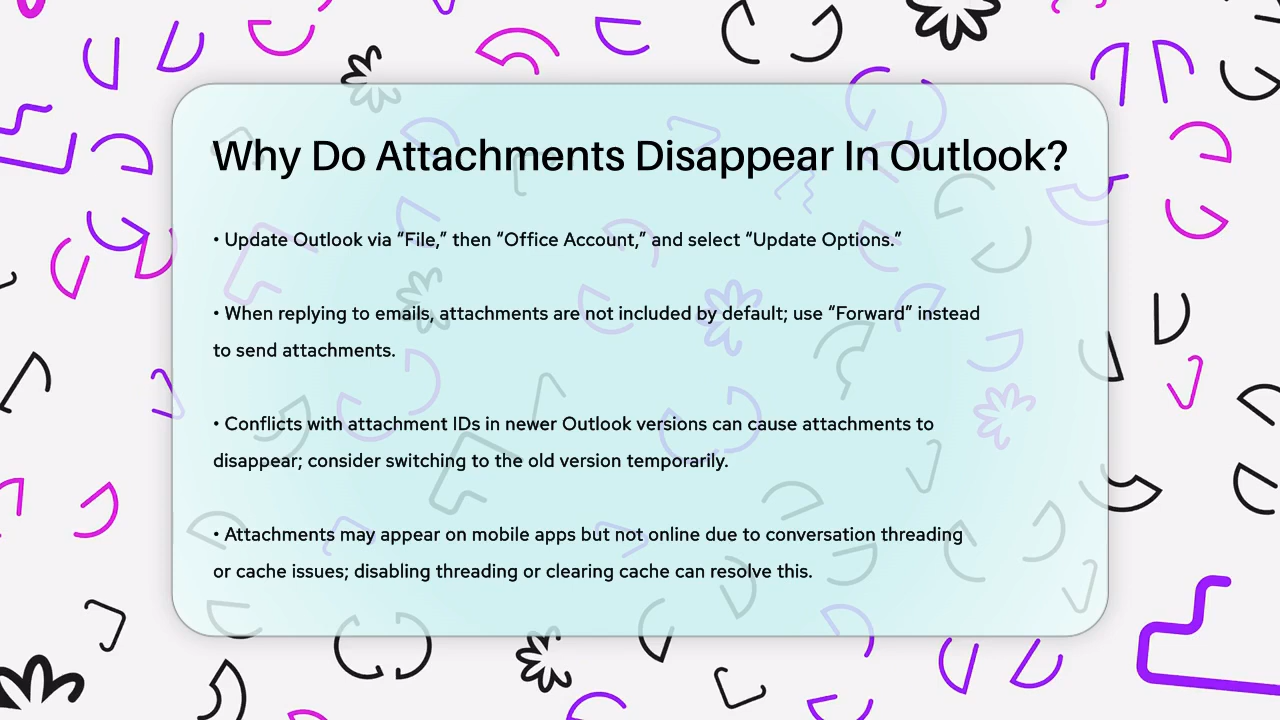 Why Do Attachments Disappear In Outlook?
• Update Outlook via “File,” then “Office Account,” and select “Update Options.”
• When replying to emails, attachments are not included by default; use “Forward” instead
to send attachments.
• Conflicts with attachment IDs in newer Outlook versions can cause attachments to
disappear; consider switching to the old version temporarily.
• Attachments may appear on mobile apps but not online due to conversation threading
or cache issues; disabling threading or clearing cache can resolve this.